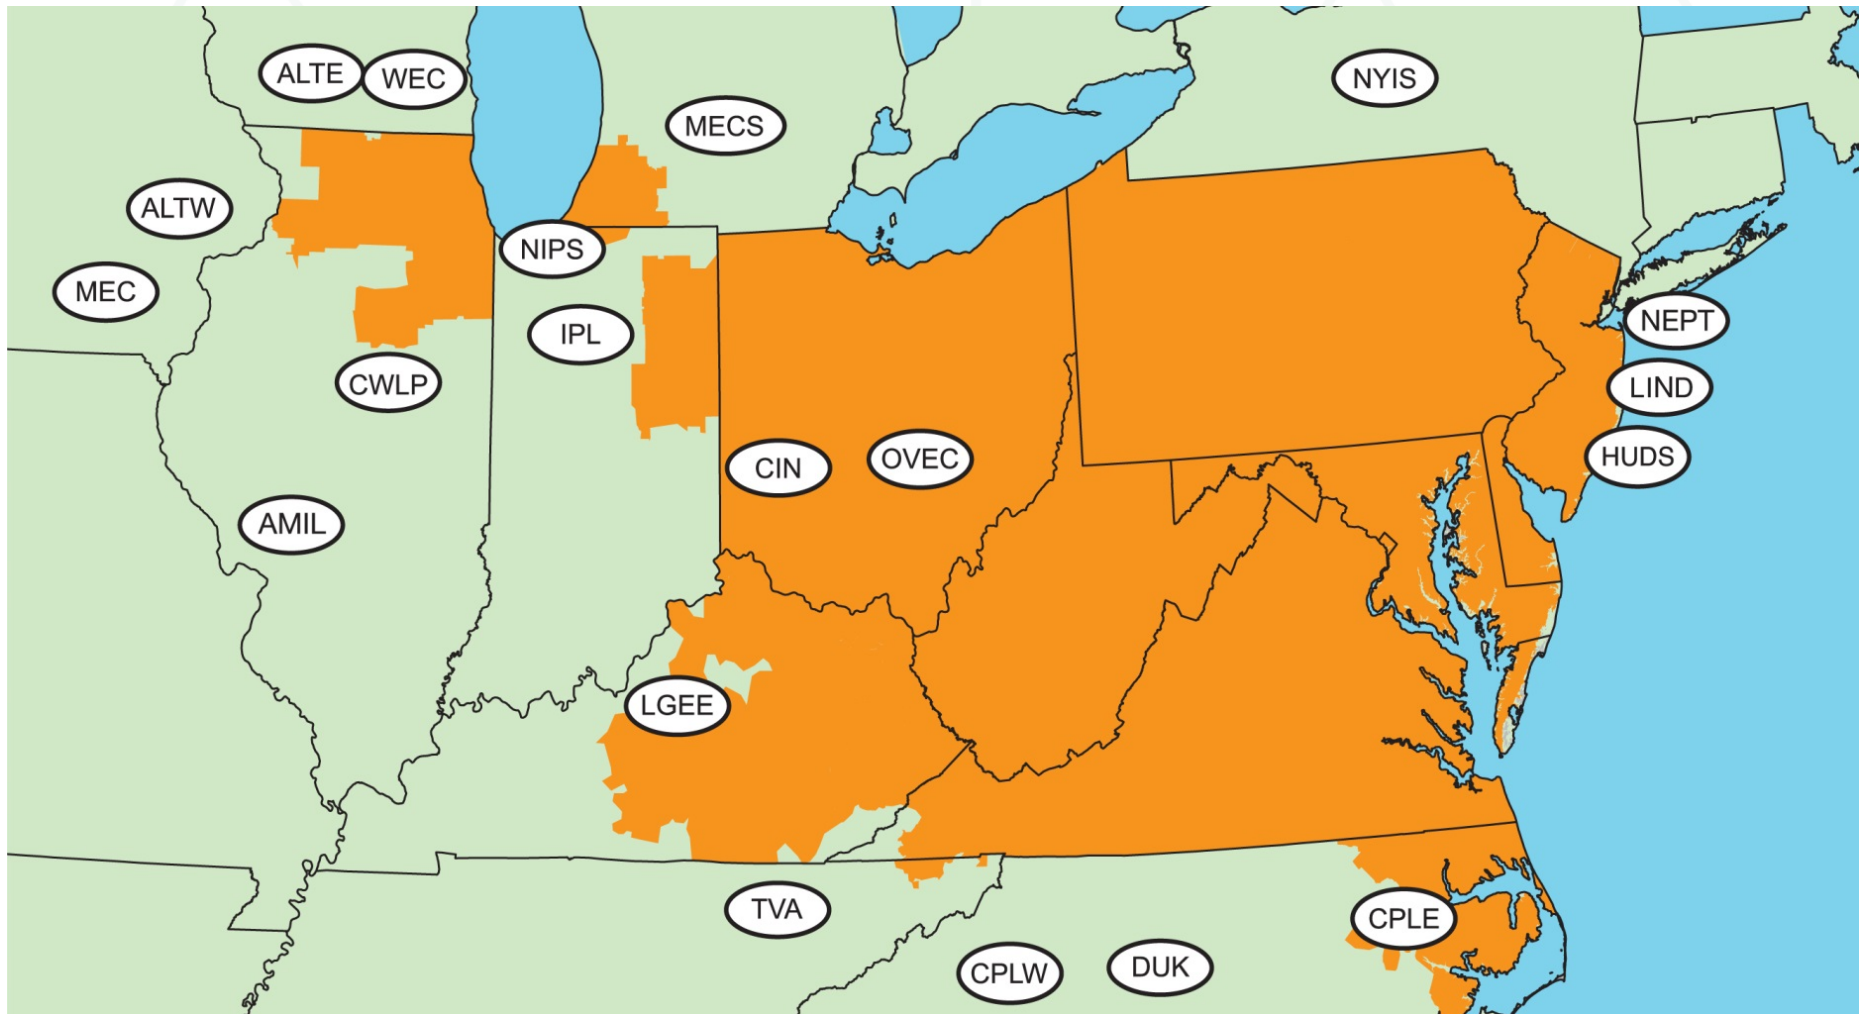 ALTE
WEC
NYIS
MECS
ALTW
NIPS
MEC
NEPT
IPL
CWLP
LIND
CIN
OVEC
HUDS
AMIL
LGEE
TVA
CPLE
CPLW
DUK